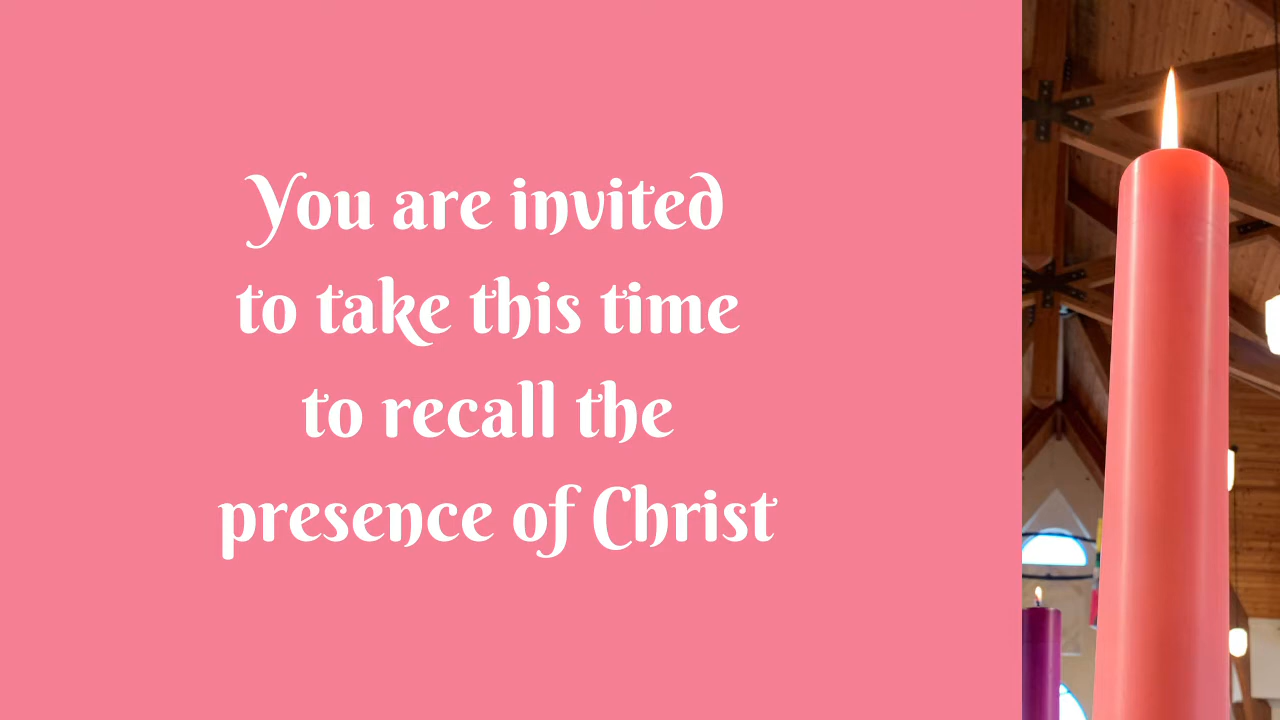 You are invited
to take this time
to recall the
presence of Christ